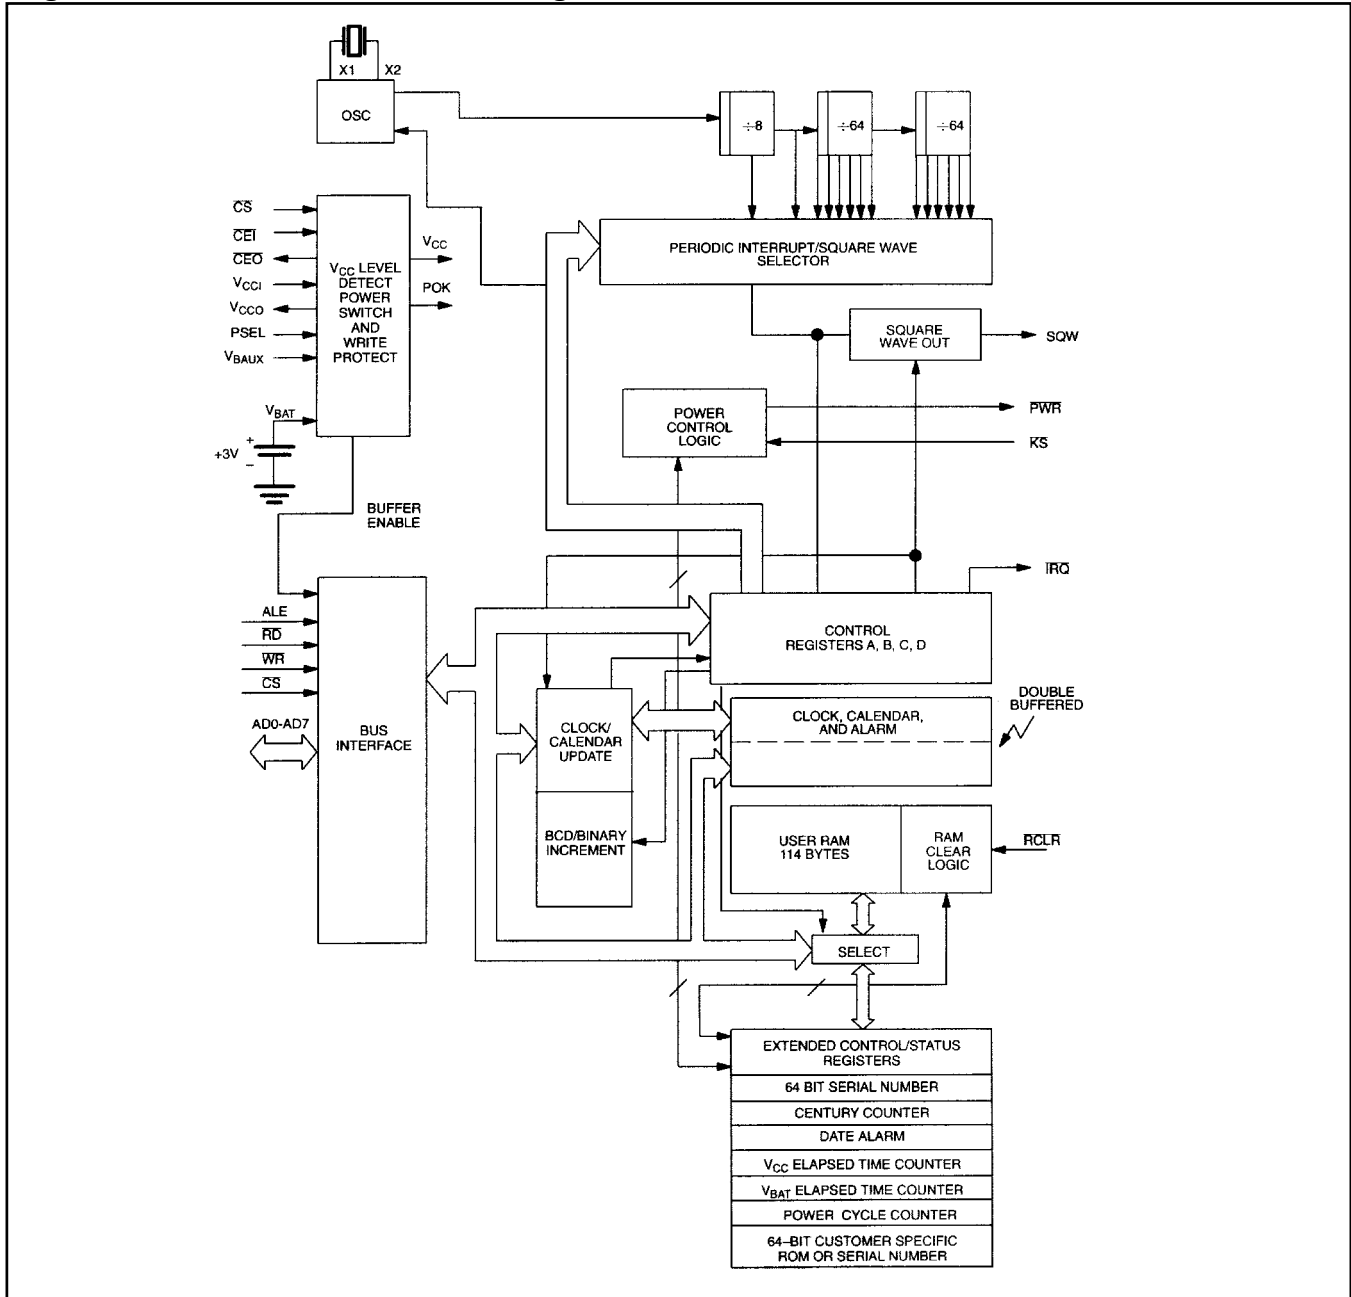 X1 X2
OSC
÷8
÷64
÷64
CS
CEI
CEO
VCCI
VCCO
PSEL
VBAUX
VBAT
+
+3V
−
VCC LEVEL
DETECT
POWER
SWITCH
AND
WRITE
PROTECT
VCC
POK
PERIODIC INTERRUPT/SQUARE WAVE
SELECTOR
SQUARE
WAVE OUT
SQW
POWER
CONTROL
LOGIC
PWR
KS
BUFFER
ENABLE
IRQ
ALE
RD
WR
CS
AD0-AD7
BUS
INTERFACE
CONTROL
REGISTERS A, B, C, D
CLOCK/
CALENDAR
UPDATE
BCD/BINARY
INCREMENT
CLOCK, CALENDAR,
AND ALARM
DOUBLE
BUFFERED
USER RAM
114 BYTES
RAM
CLEAR
LOGIC
RCLR
SELECT
EXTENDED CONTROL/STATUS
REGISTERS
64 BIT SERIAL NUMBER
CENTURY COUNTER
DATE ALARM
VCC ELAPSED TIME COUNTER
VBAT ELAPSED TIME COUNTER
POWER CYCLE COUNTER
64–BIT CUSTOMER SPECIFIC
ROM OR SERIAL NUMBER